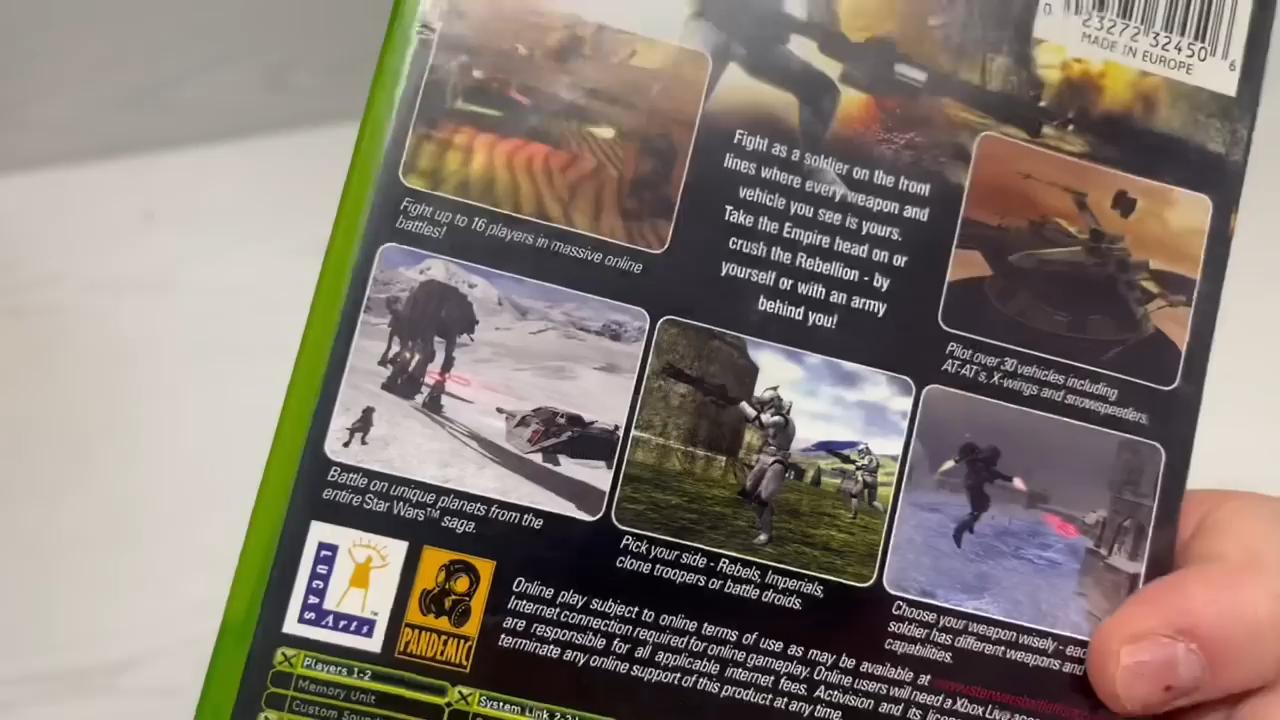 0 23272 32450 6
MADE IN EUROPE
Fight as a soldier on the front
lines where every weapon and
vehicle you see is yours.
Take the Empire head on or
crush the Rebellion - by
yourself or with an army
behind you!
Fight up to 16 players in massive online
battles!
Pilot over 30 vehicles including
AT-AT's, X-wings and snowspeeders.
Battle on unique planets from the
entire Star Wars™ saga.
Pick your side - Rebels, Imperials,
clone troopers or battle droids.
Choose your weapon wisely - each
soldier has different weapons and
capabilities.
LUCAS
Arts™
PANDEMIC
Online play subject to online terms of use as may be available at
Internet connection required for online gameplay. Online users will need a Xbox Live
are responsible for all applicable internet fees. Activision and its
terminate any online support of this product at any time.
Players 1-2
Memory Unit
Custom
System Link